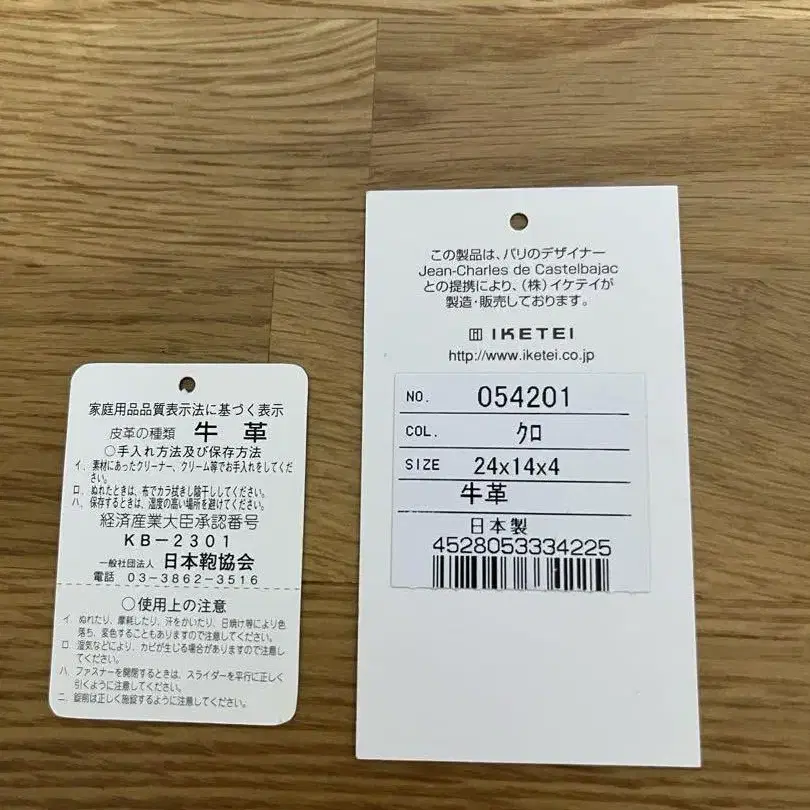 家庭用品品質表示法に基づく表示
皮革の種類 牛革
○手入れ方法及び保存方法
イ. 素材にあったクリーナー、クリーム等でお手入れをしてくだ
さい。
ロ. ぬれたときは、布でカラ拭きし陰干ししてください。
ハ. 保存するときは、湿度の高い場所を避けてください。
経済産業大臣承認番号
KB-2301
一般社団法人 日本鞄協会
電話 03-3862-3516
○使用上の注意
イ ぬれたり、摩耗したり、汗をかいたり、日焼け等により色
落ち、変色することもありますので注意してください。
ロ 湿気などにより、カビが生じる場合がありますので注意し
てください。
ハ. ファスナーを開閉するときは、スライダーを平行に正しく
引くように注意してください。
ニ. 錠前は正しく施錠するように注意してください。
この製品は、パリのデザイナー
Jean-Charles de Castelbajac
との提携により、(株)イケテイが
製造・販売しております。
IKETEI
http://www.iketei.co.jp
NO. 054201
COL. クロ
SIZE 24x14x4
牛革
日本製
4528053334225